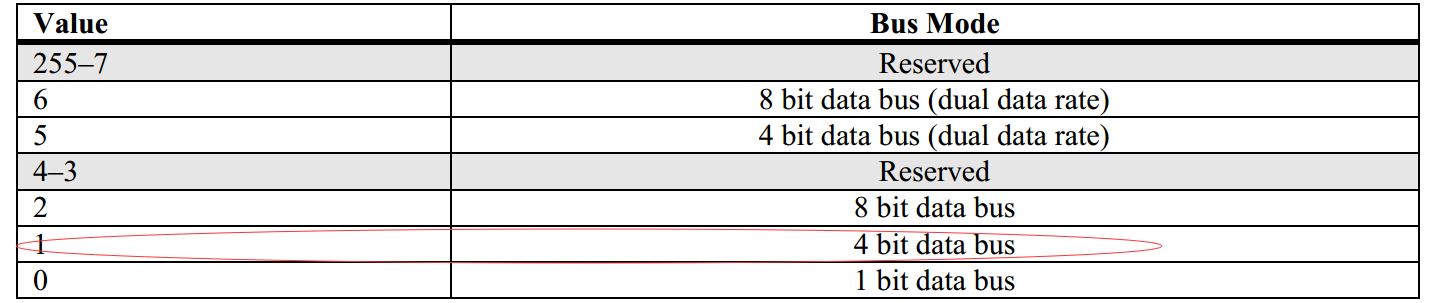 Value Bus Mode
255–7 Reserved
6 8 bit data bus (dual data rate)
5 4 bit data bus (dual data rate)
4–3 Reserved
2 8 bit data bus
1 4 bit data bus
0 1 bit data bus